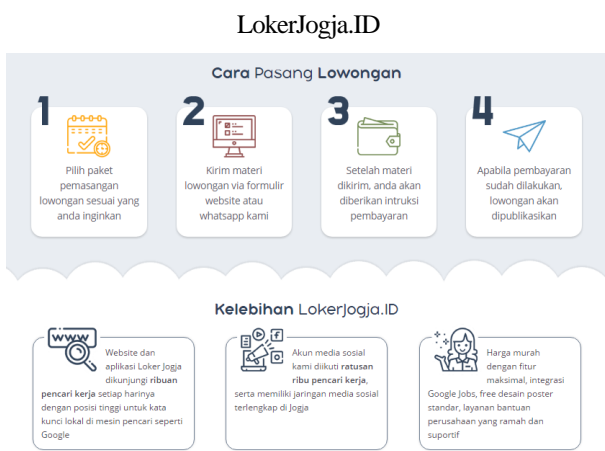 LokerJogja.ID
Cara Pasang Lowongan
1
Pilih paket
pemasangan
lowongan sesuai yang
anda inginkan
2
Kirim materi
lowongan via formulir
website atau
whatsapp kami
3
Setelah materi
dikirim, anda akan
diberikan intruksi
pembayaran
4
Apabila pembayaran
sudah dilakukan,
lowongan akan
dipublikasikan
Kelebihan LokerJogja.ID
WWW
Website dan
aplikasi Loker Jogja
dikunjungi ribuan
pencari kerja setiap harinya
dengan posisi tinggi untuk kata
kunci lokal di mesin pencari seperti
Google
Akun media sosial
kami diikuti ratusan
ribu pencari kerja,
serta memiliki jaringan media sosial
terlengkap di Jogja
Harga murah
dengan fitur
maksimal, integrasi
Google Jobs, free desain poster
standar, layanan bantuan
perusahaan yang ramah dan
suportif